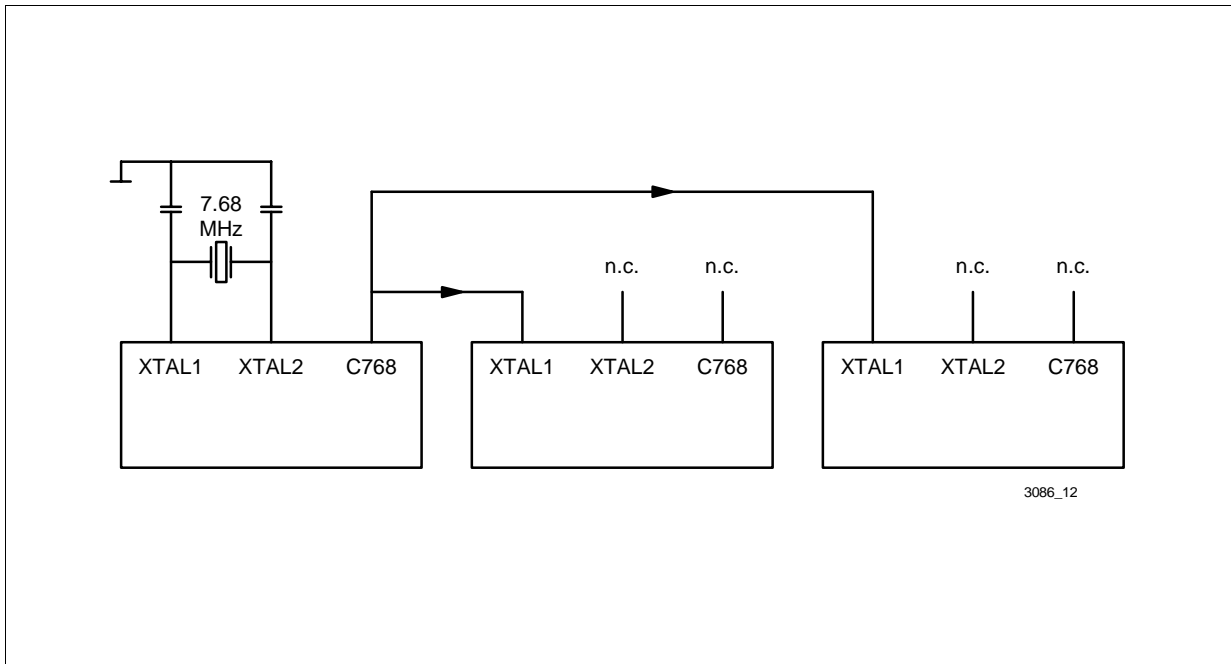 7.68
MHz
n.c. n.c. n.c. n.c.
XTAL1 XTAL2 C768 XTAL1 XTAL2 C768 XTAL1 XTAL2 C768
3086_12